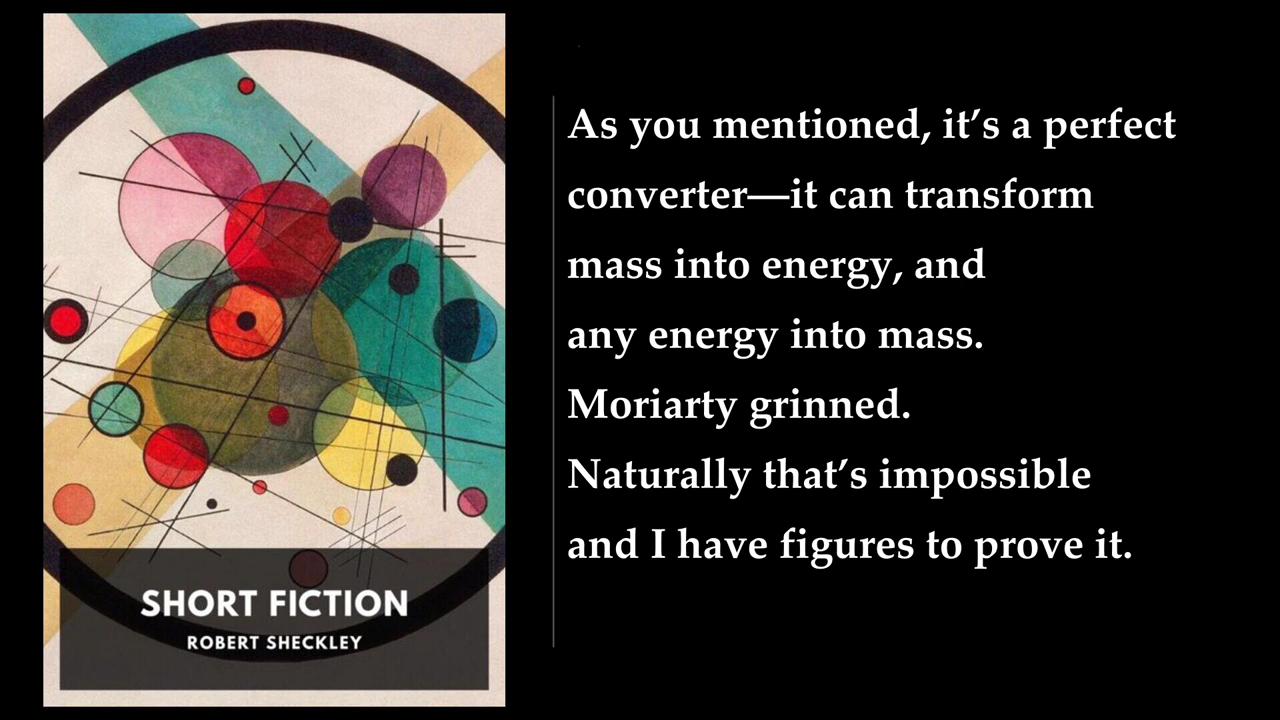 SHORT FICTION
ROBERT SHECKLEY
As you mentioned, it’s a perfect
converter—it can transform
mass into energy, and
any energy into mass.
Moriarty grinned.
Naturally that’s impossible
and I have figures to prove it.